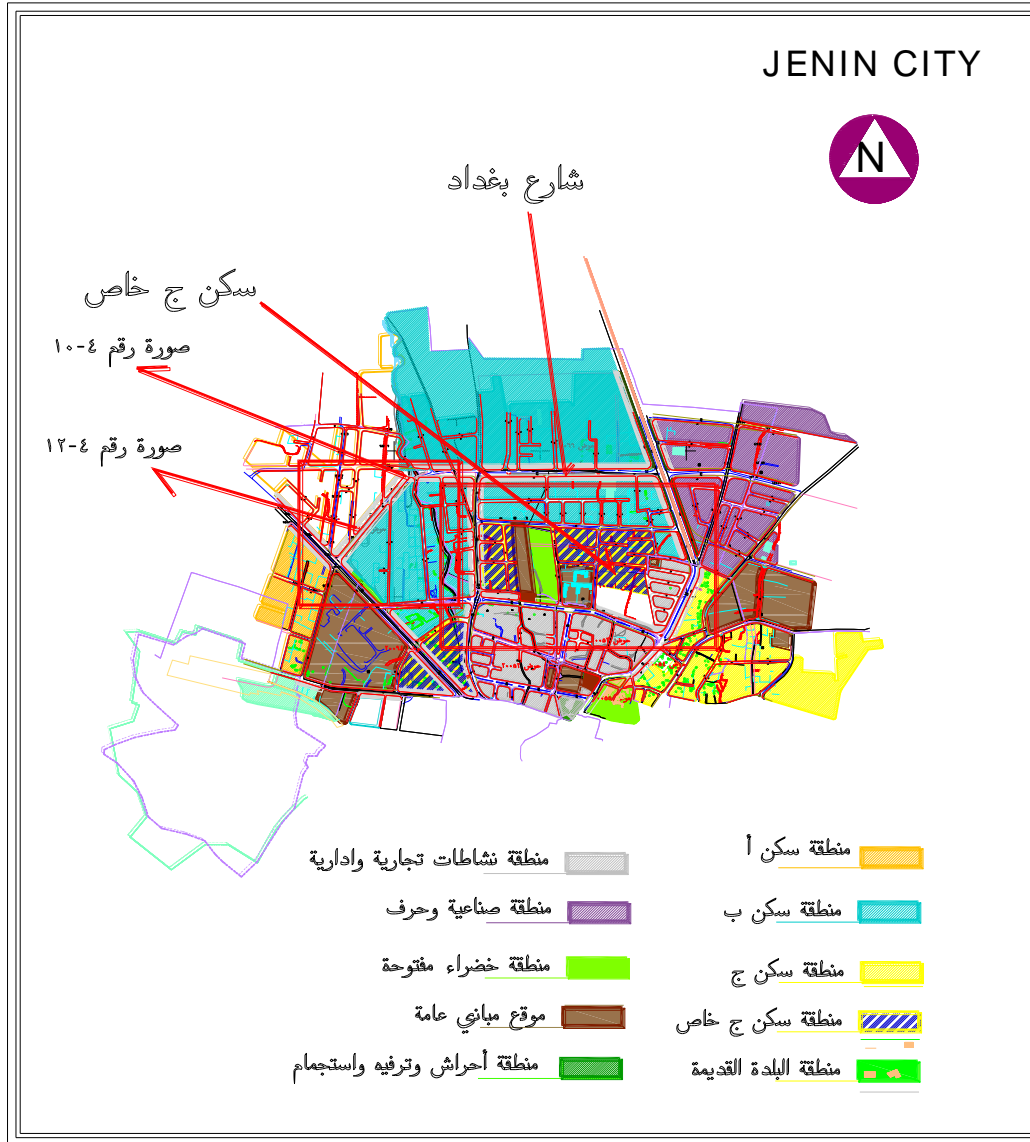 JENIN CITY
N
شارع بغداد
سكن ج خاص
صورة رقم ٤-١٠
صورة رقم ٤-١٢
منطقة سكن أ
منطقة سكن ب
منطقة سكن ج
منطقة سكن ج خاص
منطقة البلدة القديمة
منطقة نشاطات تجارية وادارية
منطقة صناعية وحرف
منطقة خضراء مفتوحة
موقع مباني عامة
منطقة أحراش وترفيه واستجمام